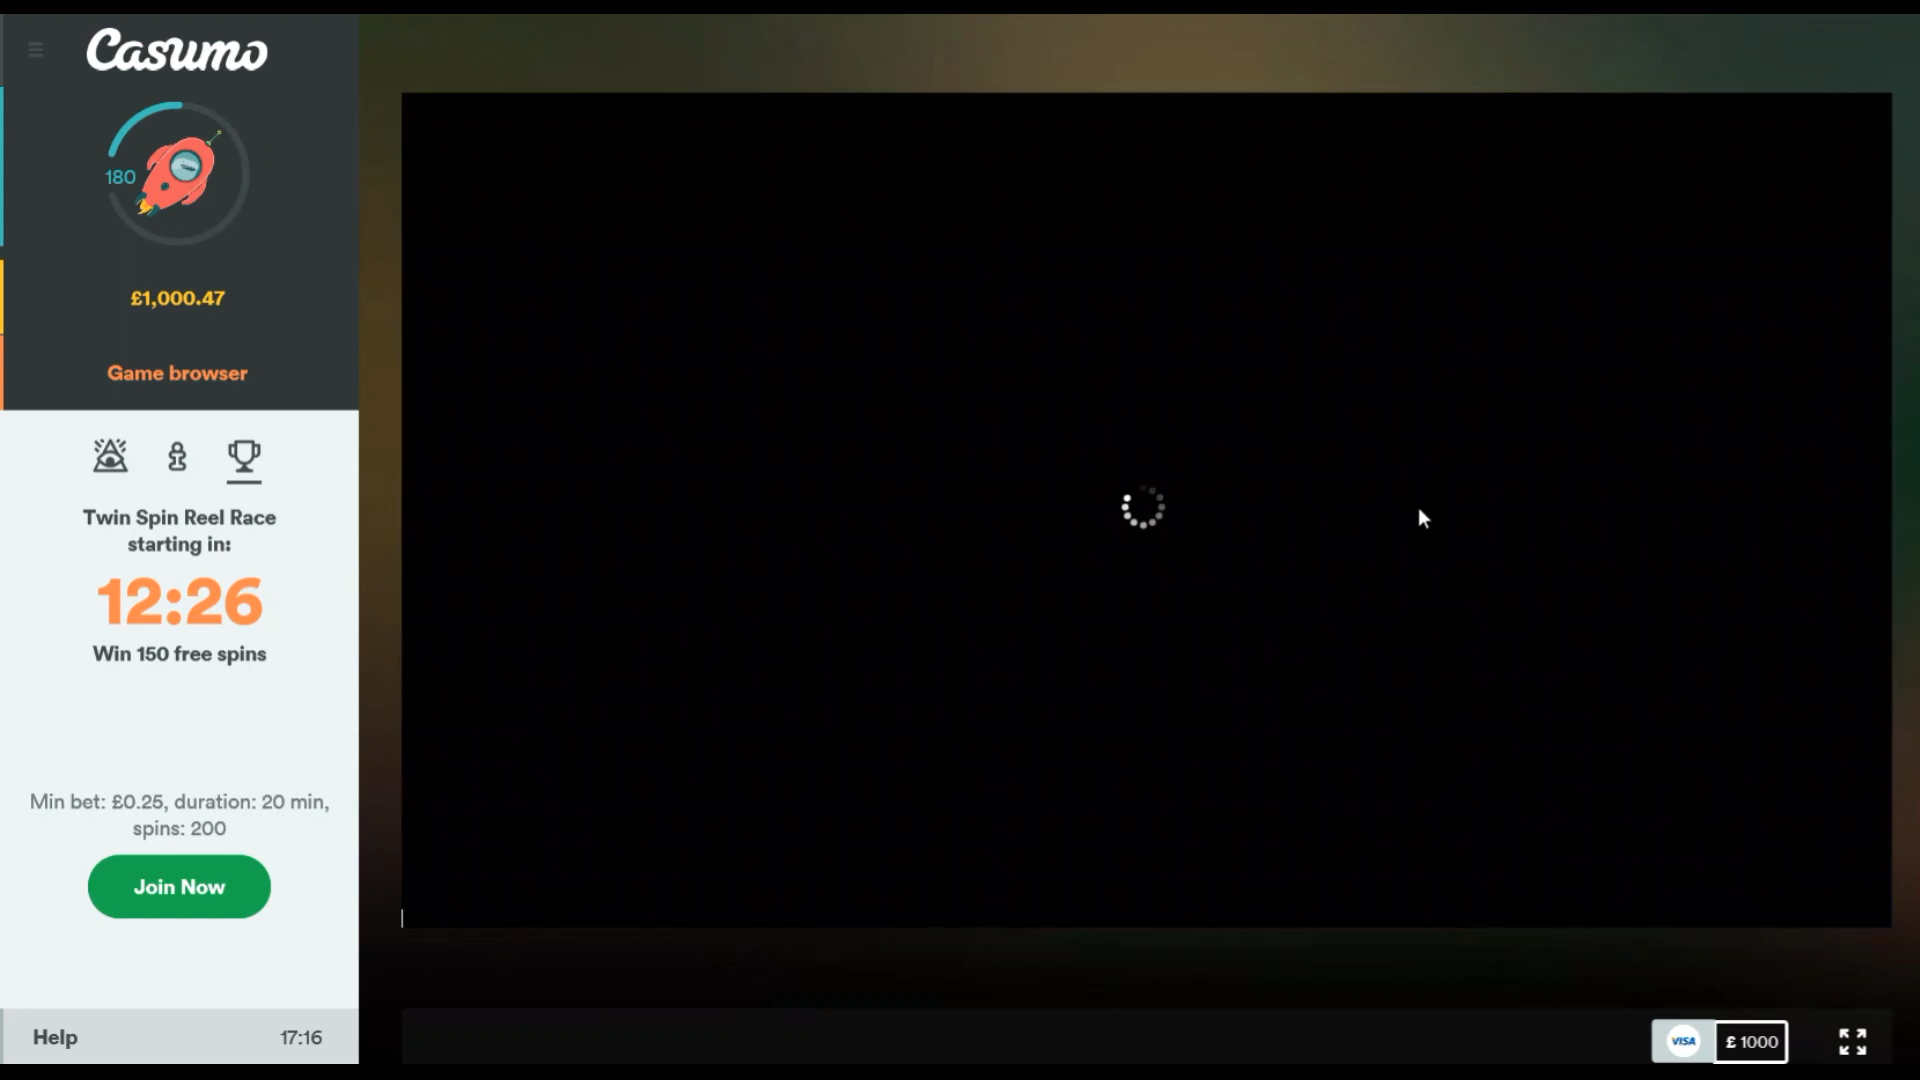 Casumo
180
£1,000.47
Game browser
Twin Spin Reel Race
starting in:
12:26
Win 150 free spins
Min bet: £0.25, duration: 20 min,
spins: 200
Join Now
Help 17:16
VISA £ 1000